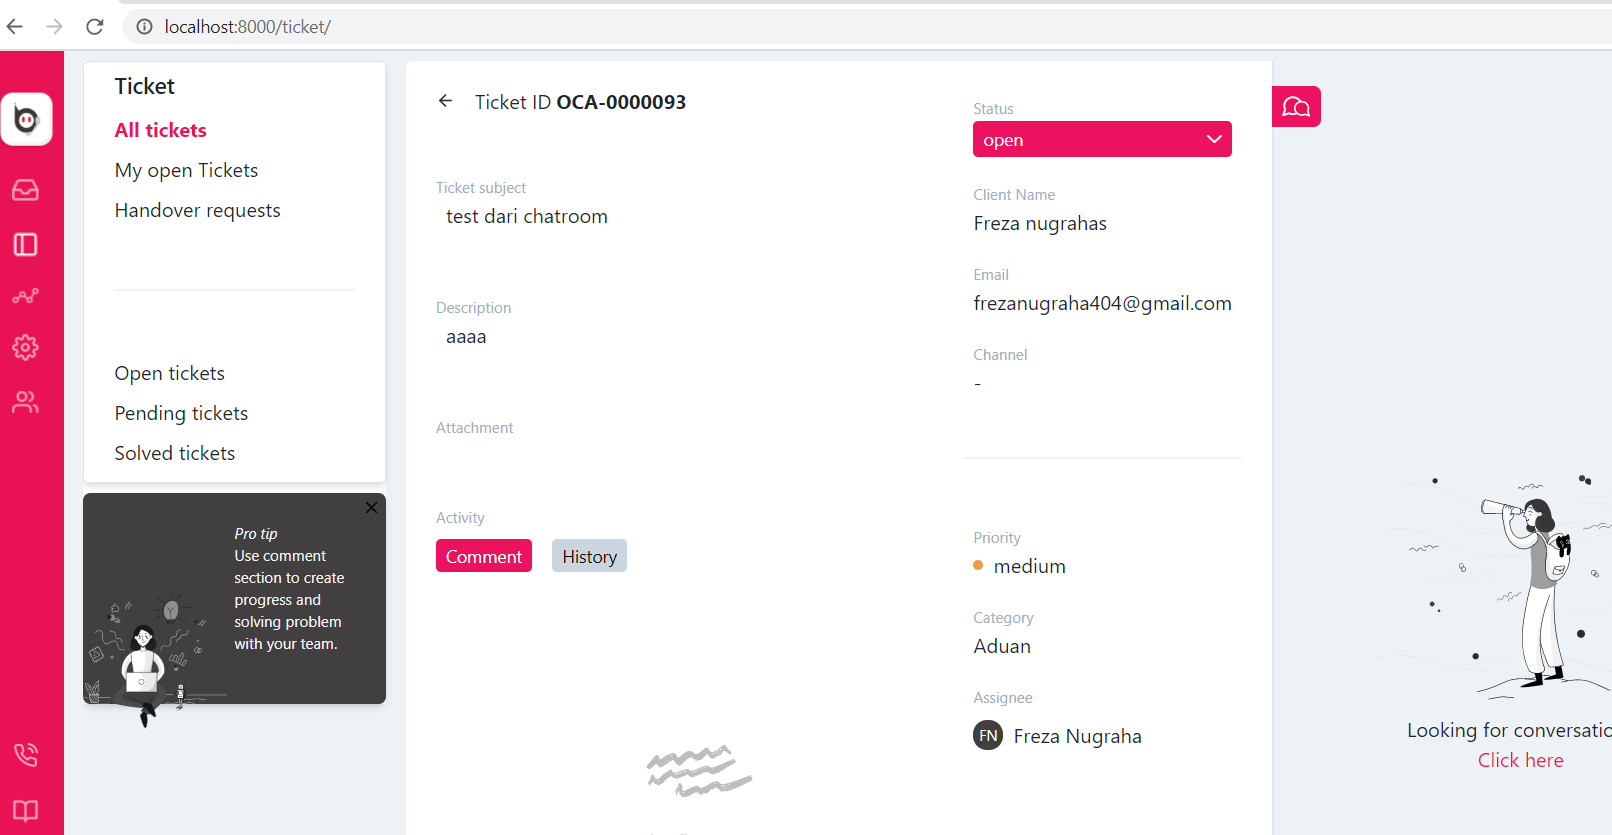 localhost:8000/ticket/
Ticket
All tickets
My open Tickets
Handover requests
Open tickets
Pending tickets
Solved tickets
Pro tip
Use comment
section to create
progress and
solving problem
with your team.
Ticket ID OCA-0000093
Ticket subject
test dari chatroom
Description
aaaa
Attachment
Activity
Comment
History
Status
open
Client Name
Freza nugrahas
Email
frezanugraha404@gmail.com
Channel
-
Priority
medium
Category
Aduan
Assignee
FN Freza Nugraha
Looking for
Click here